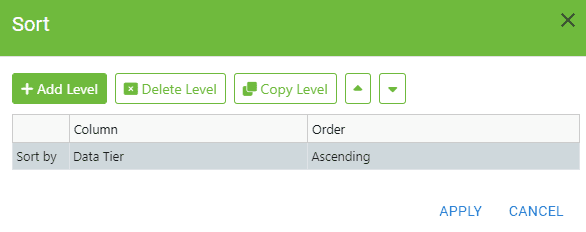 Sort
Add Level Delete Level Copy Level
Column Order
Sort by Data Tier Ascending
APPLY CANCEL